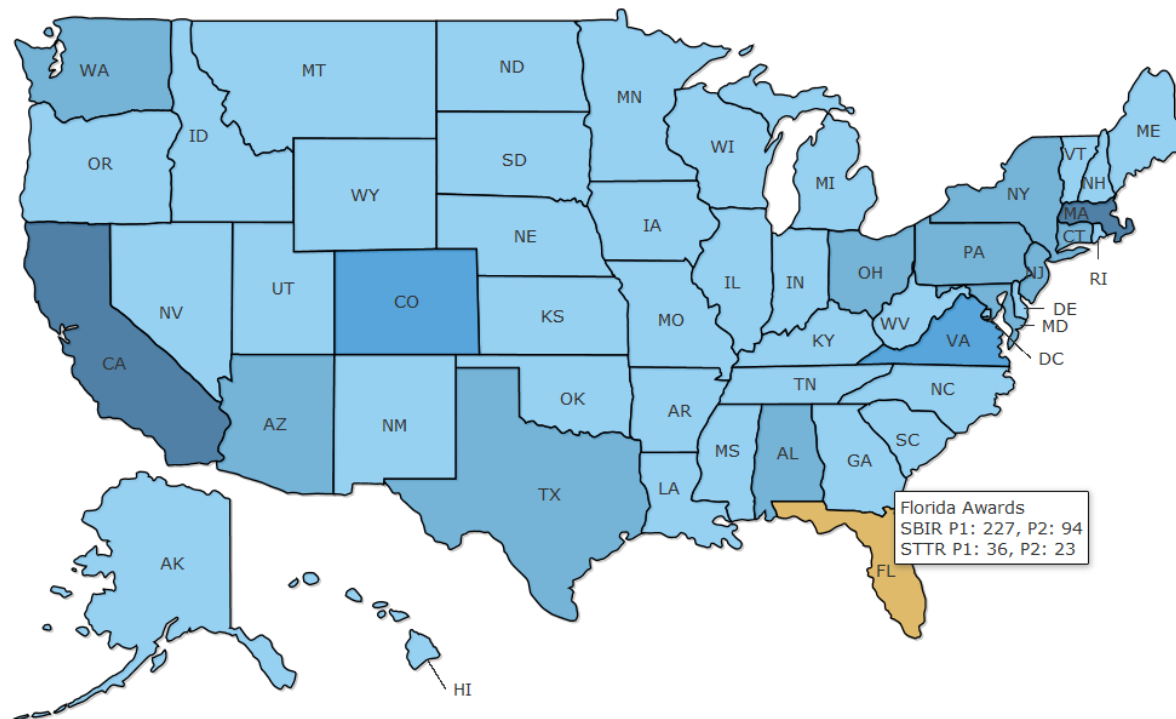 WA
MT
ND
MN
ME
VT
NH
ID
OR
SD
WI
MI
NY
MA
CT
RI
WY
IA
NE
PA
NJ
OH
IL
IN
DE
MD
DC
NV
UT
CO
KS
MO
KY
WV
VA
CA
TN
NC
OK
AR
AZ
NM
SC
MS
AL
GA
TX
LA
Florida Awards
SBIR P1: 227, P2: 94
STTR P1: 36, P2: 23
FL
AK
HI